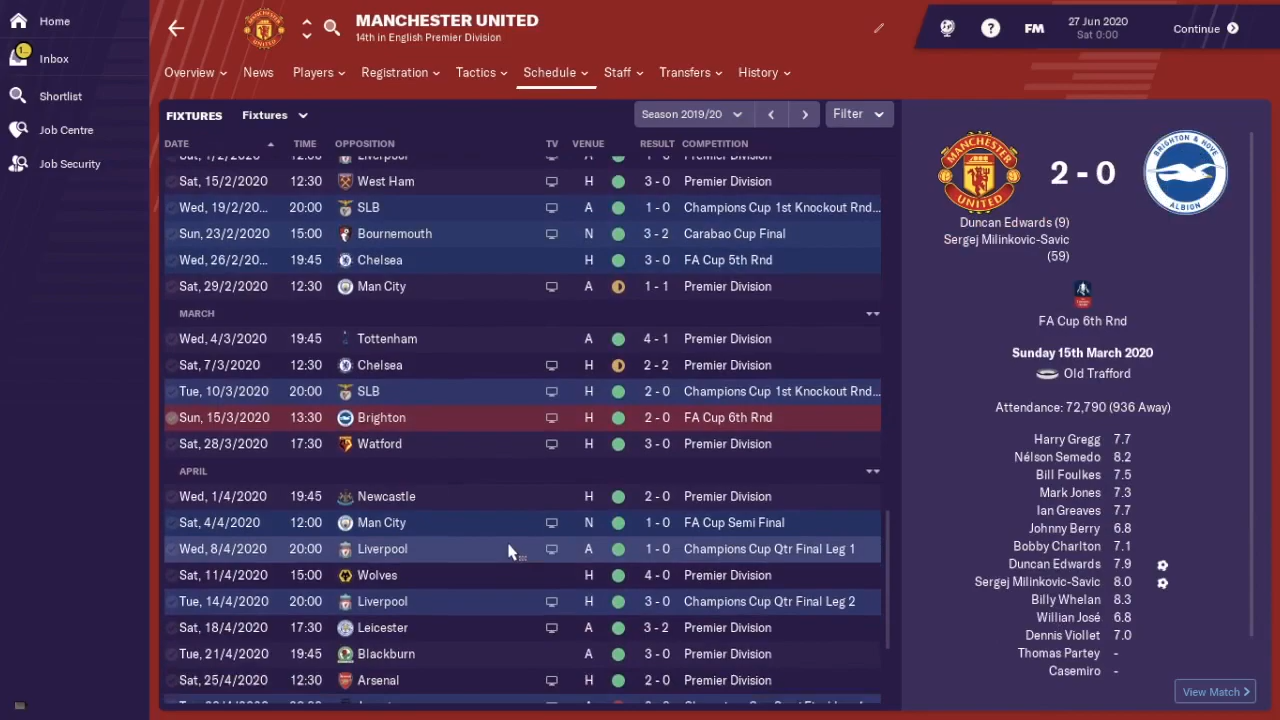 Home
Inbox
Shortlist
Job Centre
Job Security
MANCHESTER UNITED
14th in English Premier Division
27 Jun 2020
Sat 0:00
FM
?
Continue
Overview
News
Players
Registration
Tactics
Schedule
Staff
Transfers
History
FIXTURES
Fixtures
Season 2019/20
Filter
DATE TIME OPPOSITION TV VENUE RESULT COMPETITION
Sat, 15/2/2020 12:30 West Ham H 3 - 0 Premier Division
Wed, 19/2/20... 20:00 SLB A 1 - 0 Champions Cup 1st Knockout Rnd...
Sun, 23/2/2020 15:00 Bournemouth N 3 - 2 Carabao Cup Final
Wed, 26/2/20... 19:45 Chelsea H 3 - 0 FA Cup 5th Rnd
Sat, 29/2/2020 12:30 Man City A 1 - 1 Premier Division
MARCH
Wed, 4/3/2020 19:45 Tottenham A 4 - 1 Premier Division
Sat, 7/3/2020 12:30 Chelsea H 2 - 2 Premier Division
Tue, 10/3/2020 20:00 SLB H 2 - 0 Champions Cup 1st Knockout Rnd...
Sun, 15/3/2020 13:30 Brighton H 2 - 0 FA Cup 6th Rnd
Sat, 28/3/2020 17:30 Watford H 3 - 0 Premier Division
APRIL
Wed, 1/4/2020 19:45 Newcastle H 2 - 0 Premier Division
Sat, 4/4/2020 12:00 Man City N 1 - 0 FA Cup Semi Final
Wed, 8/4/2020 20:00 Liverpool A 1 - 0 Champions Cup Qtr Final Leg 1
Sat, 11/4/2020 15:00 Wolves H 4 - 0 Premier Division
Tue, 14/4/2020 20:00 Liverpool H 3 - 0 Champions Cup Qtr Final Leg 2
Sat, 18/4/2020 17:30 Leicester A 3 - 2 Premier Division
Tue, 21/4/2020 19:45 Blackburn A 3 - 0 Premier Division
Sat, 25/4/2020 12:30 Arsenal H 2 - 0 Premier Division
MANCHESTER
UNITED
2 - 0
BRIGHTON & HOVE
ALBION
Duncan Edwards (9)
Sergej Milinkovic-Savic
(59)
FA Cup 6th Rnd
Sunday 15th March 2020
Old Trafford
Attendance: 72,790 (936 Away)
Harry Gregg 7.7
Nélson Semedo 8.2
Bill Foulkes 7.5
Mark Jones 7.3
Ian Greaves 7.7
Johnny Berry 6.8
Bobby Charlton 7.1
Duncan Edwards 7.9
Sergej Milinkovic-Savic 8.0
Billy Whelan 8.3
Willian José 6.8
Dennis Viollet 7.0
Thomas Partey -
Casemiro -
View Match